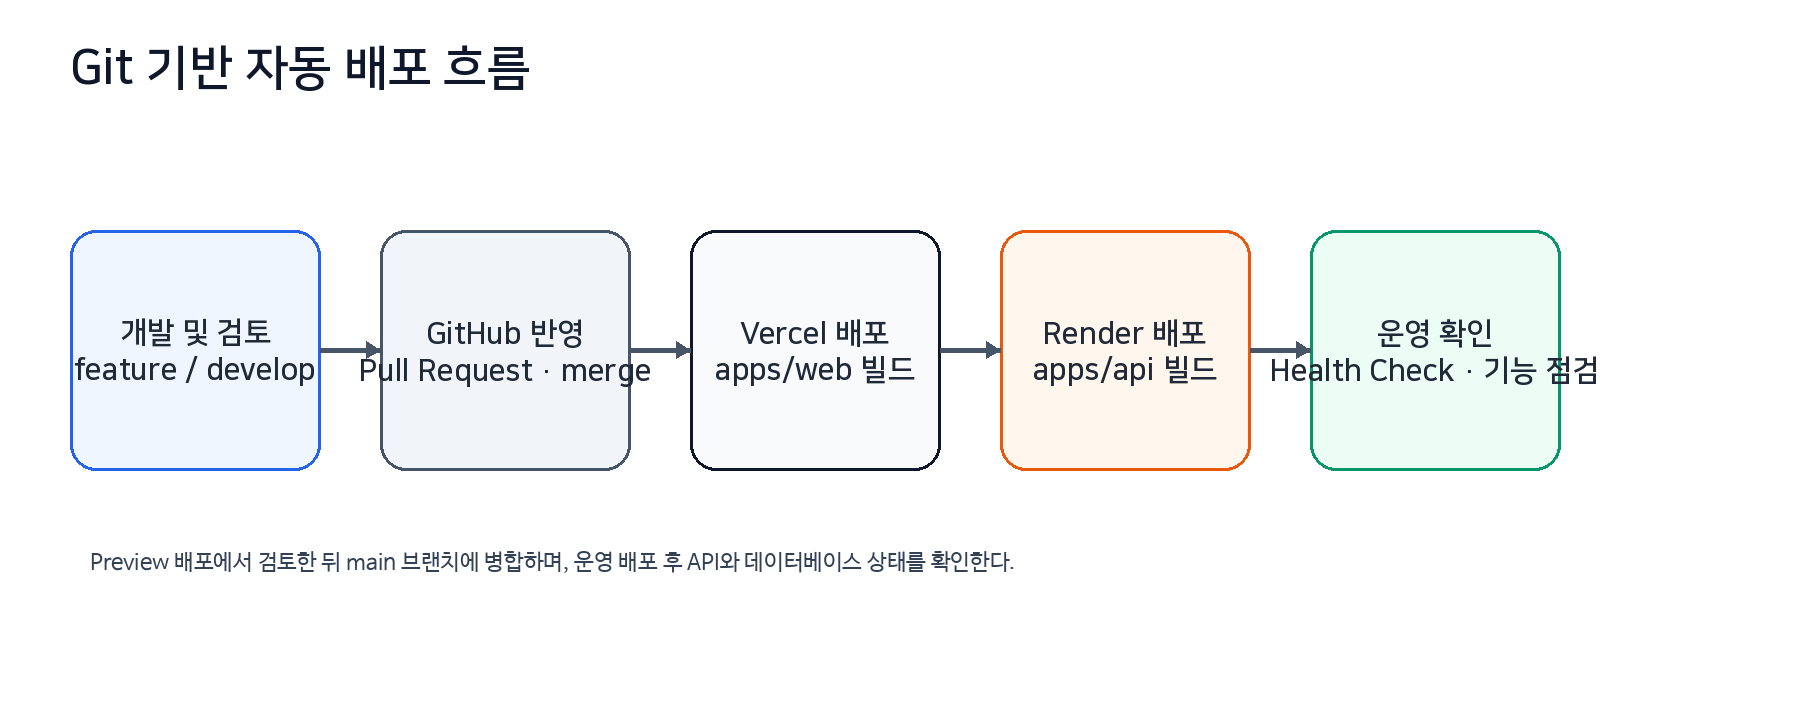 Git 기반 자동 배포 흐름
개발 및 검토
feature / develop
GitHub 반영
Pull Request · merge
Vercel 배포
apps/web 빌드
Render 배포
apps/api 빌드
운영 확인
Health Check · 기능 점검
Preview 배포에서 검토한 뒤 main 브랜치에 병합하며, 운영 배포 후 API와 데이터베이스 상태를 확인한다.